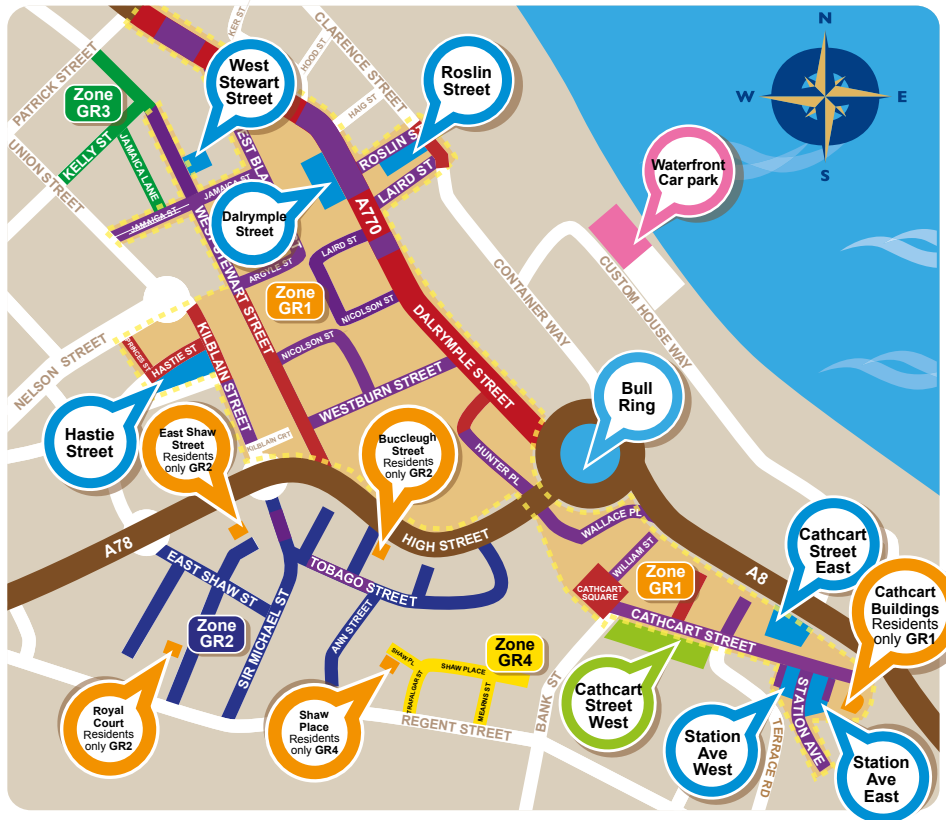 PATRICK STREET
UNION STREET
KER ST
HOOD ST
CLARENCE STREET
HAIG ST
N
W
E
S
Zone
GR3
West
Stewart
Street
Roslin
Street
Waterfront
Car park
KELLY ST
JAMAICA LANE
JAMAICA ST
JAMAICA ST
Dalrymple
Street
ROSLIN ST
LAIRD ST
A770
WEST STEWART STREET
ARGYLE ST
LAIRD ST
Zone
GR1
NICOLSON ST
NICOLSON ST
CONTAINER WAY
CUSTOM HOUSE WAY
DALRYMPLE STREET
NELSON STREET
PRINCES ST
HASTIE ST
KILBLAIN STREET
WESTBURN STREET
Bull
Ring
Hastie
Street
East Shaw
Street
Residents
only GR2
KILBLAIN CRT
Buccleugh
Street
Residents
only GR2
HUNTER PL
WALLACE PL
HIGH STREET
A78
A8
EAST SHAW ST
TOBAGO STREET
SIR MICHAEL ST
ANN STREET
Zone
GR2
WILLIAM ST
Zone
GR1
CATHCART
SQUARE
CATHCART STREET
Cathcart
Street
East
Cathcart
Buildings
Residents
only GR1
Zone
GR4
SHAW PL
SHAW PLACE
TRAFALGAR ST
MEARNS ST
REGENT STREET
BANK ST
Royal
Court
Residents
only GR2
Shaw
Place
Residents
only GR4
Cathcart
Street
West
Station
Ave
West
TERRACE RD
STATION AVE
Station
Ave
East